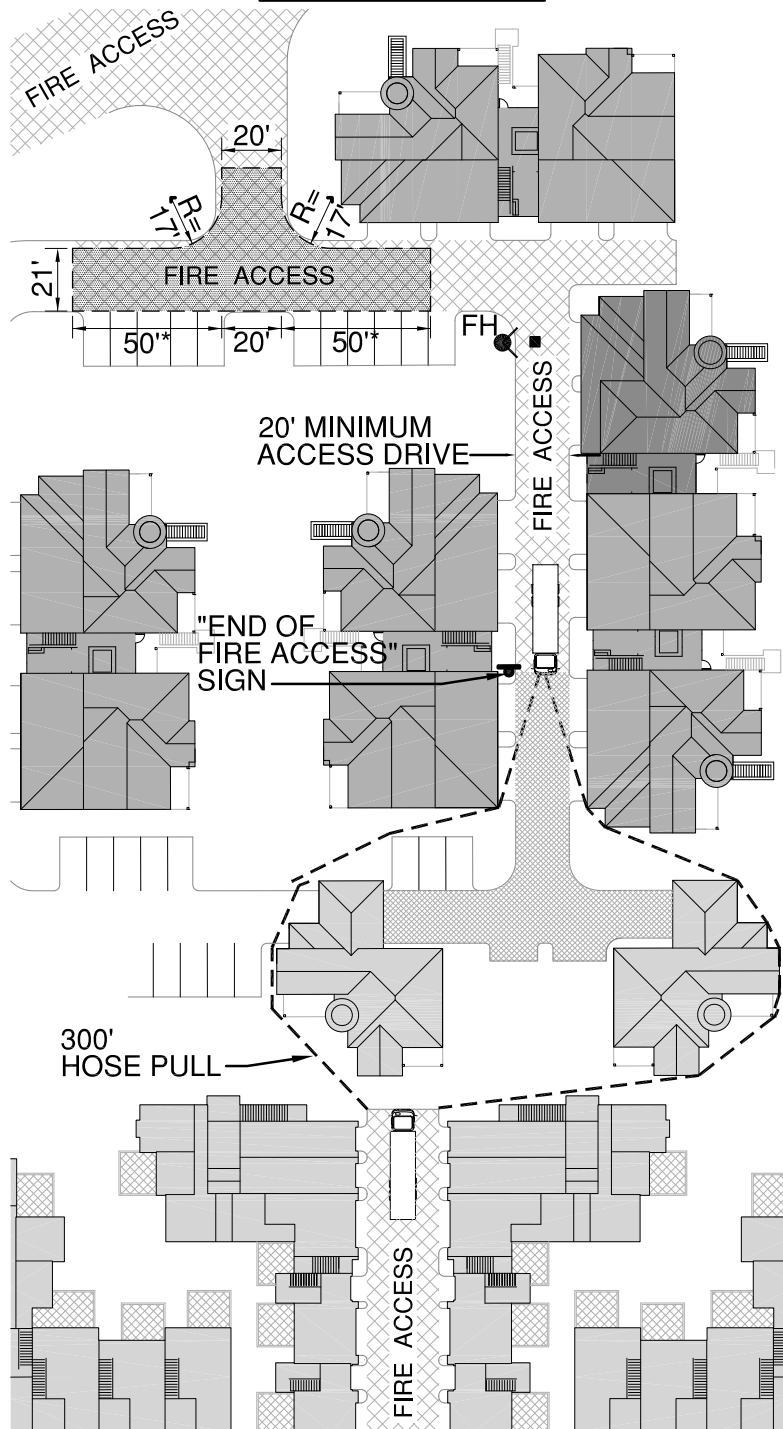 FIRE ACCESS
20'
R=
17'
R=
17'
21'
FIRE ACCESS
50'*
20'
50'*
FH
20' MINIMUM
ACCESS DRIVE
FIRE ACCESS
"END OF
FIRE ACCESS"
SIGN
300'
HOSE PULL
FIRE ACCESS